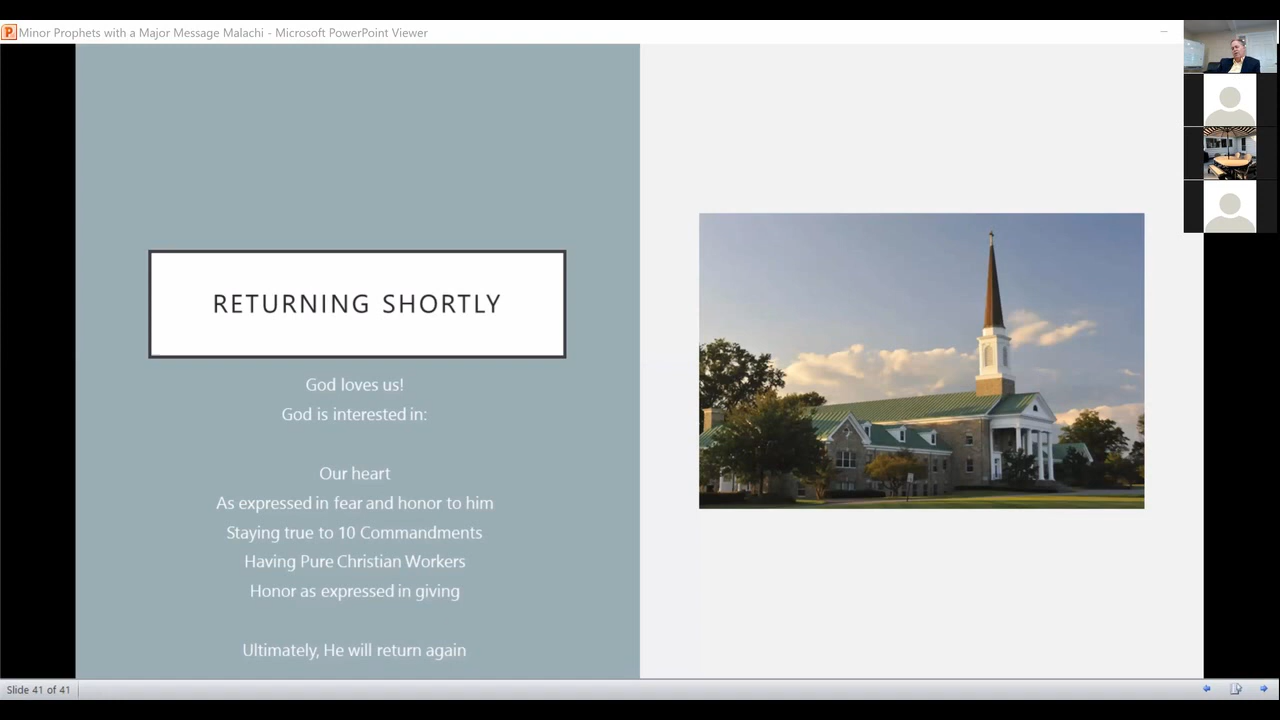 Minor Prophets with a Major Message Malachi - Microsoft PowerPoint Viewer
RETURNING SHORTLY
God loves us!
God is interested in:
Our heart
As expressed in fear and honor to him
Staying true to 10 Commandments
Having Pure Christian Workers
Honor as expressed in giving
Ultimately, He will return again
Slide 41 of 41